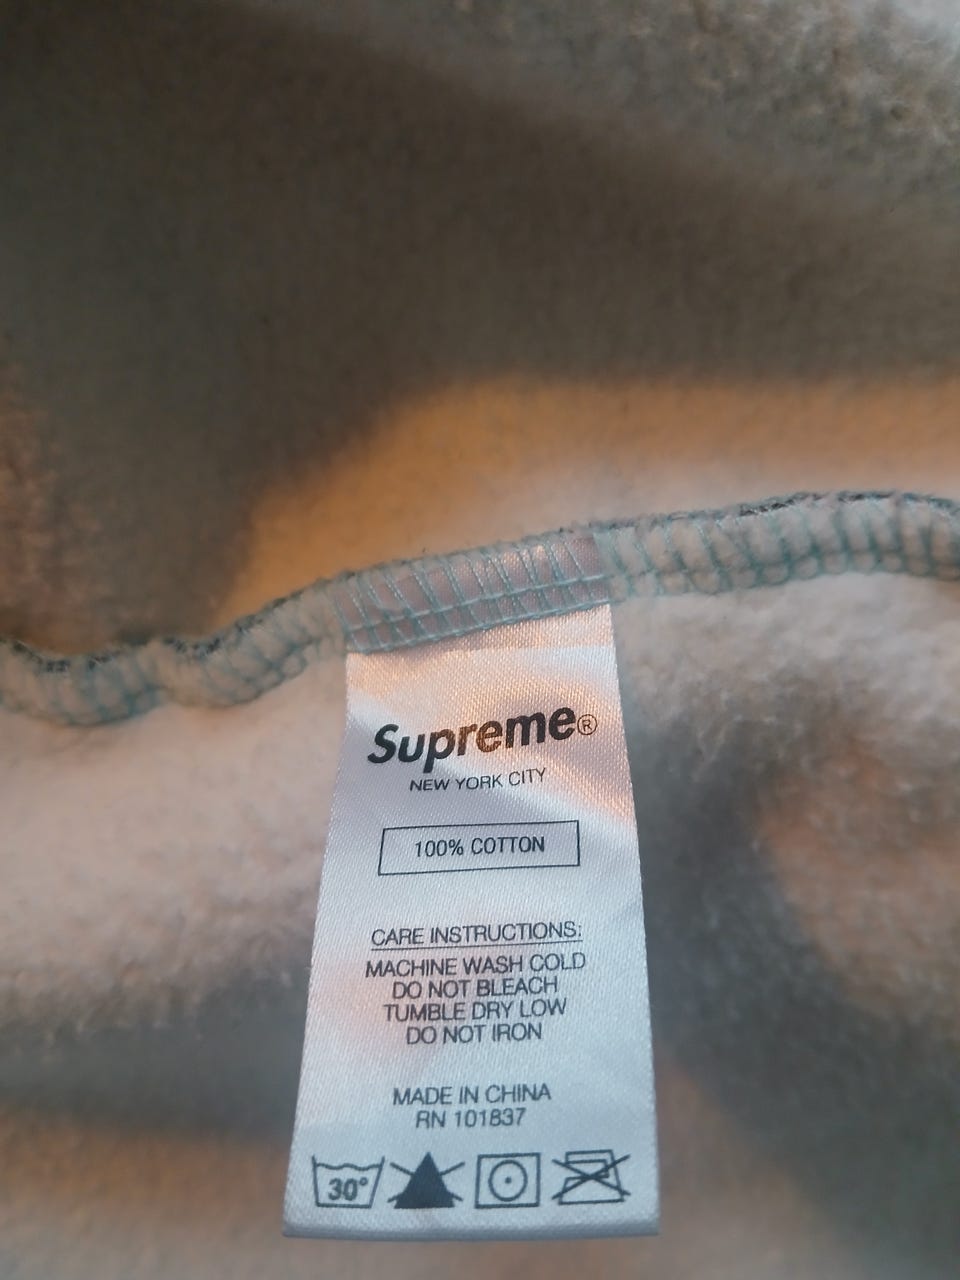 Supreme®
NEW YORK CITY
100% COTTON
CARE INSTRUCTIONS:
MACHINE WASH COLD
DO NOT BLEACH
TUMBLE DRY LOW
DO NOT IRON
MADE IN CHINA
RN 101837
30°